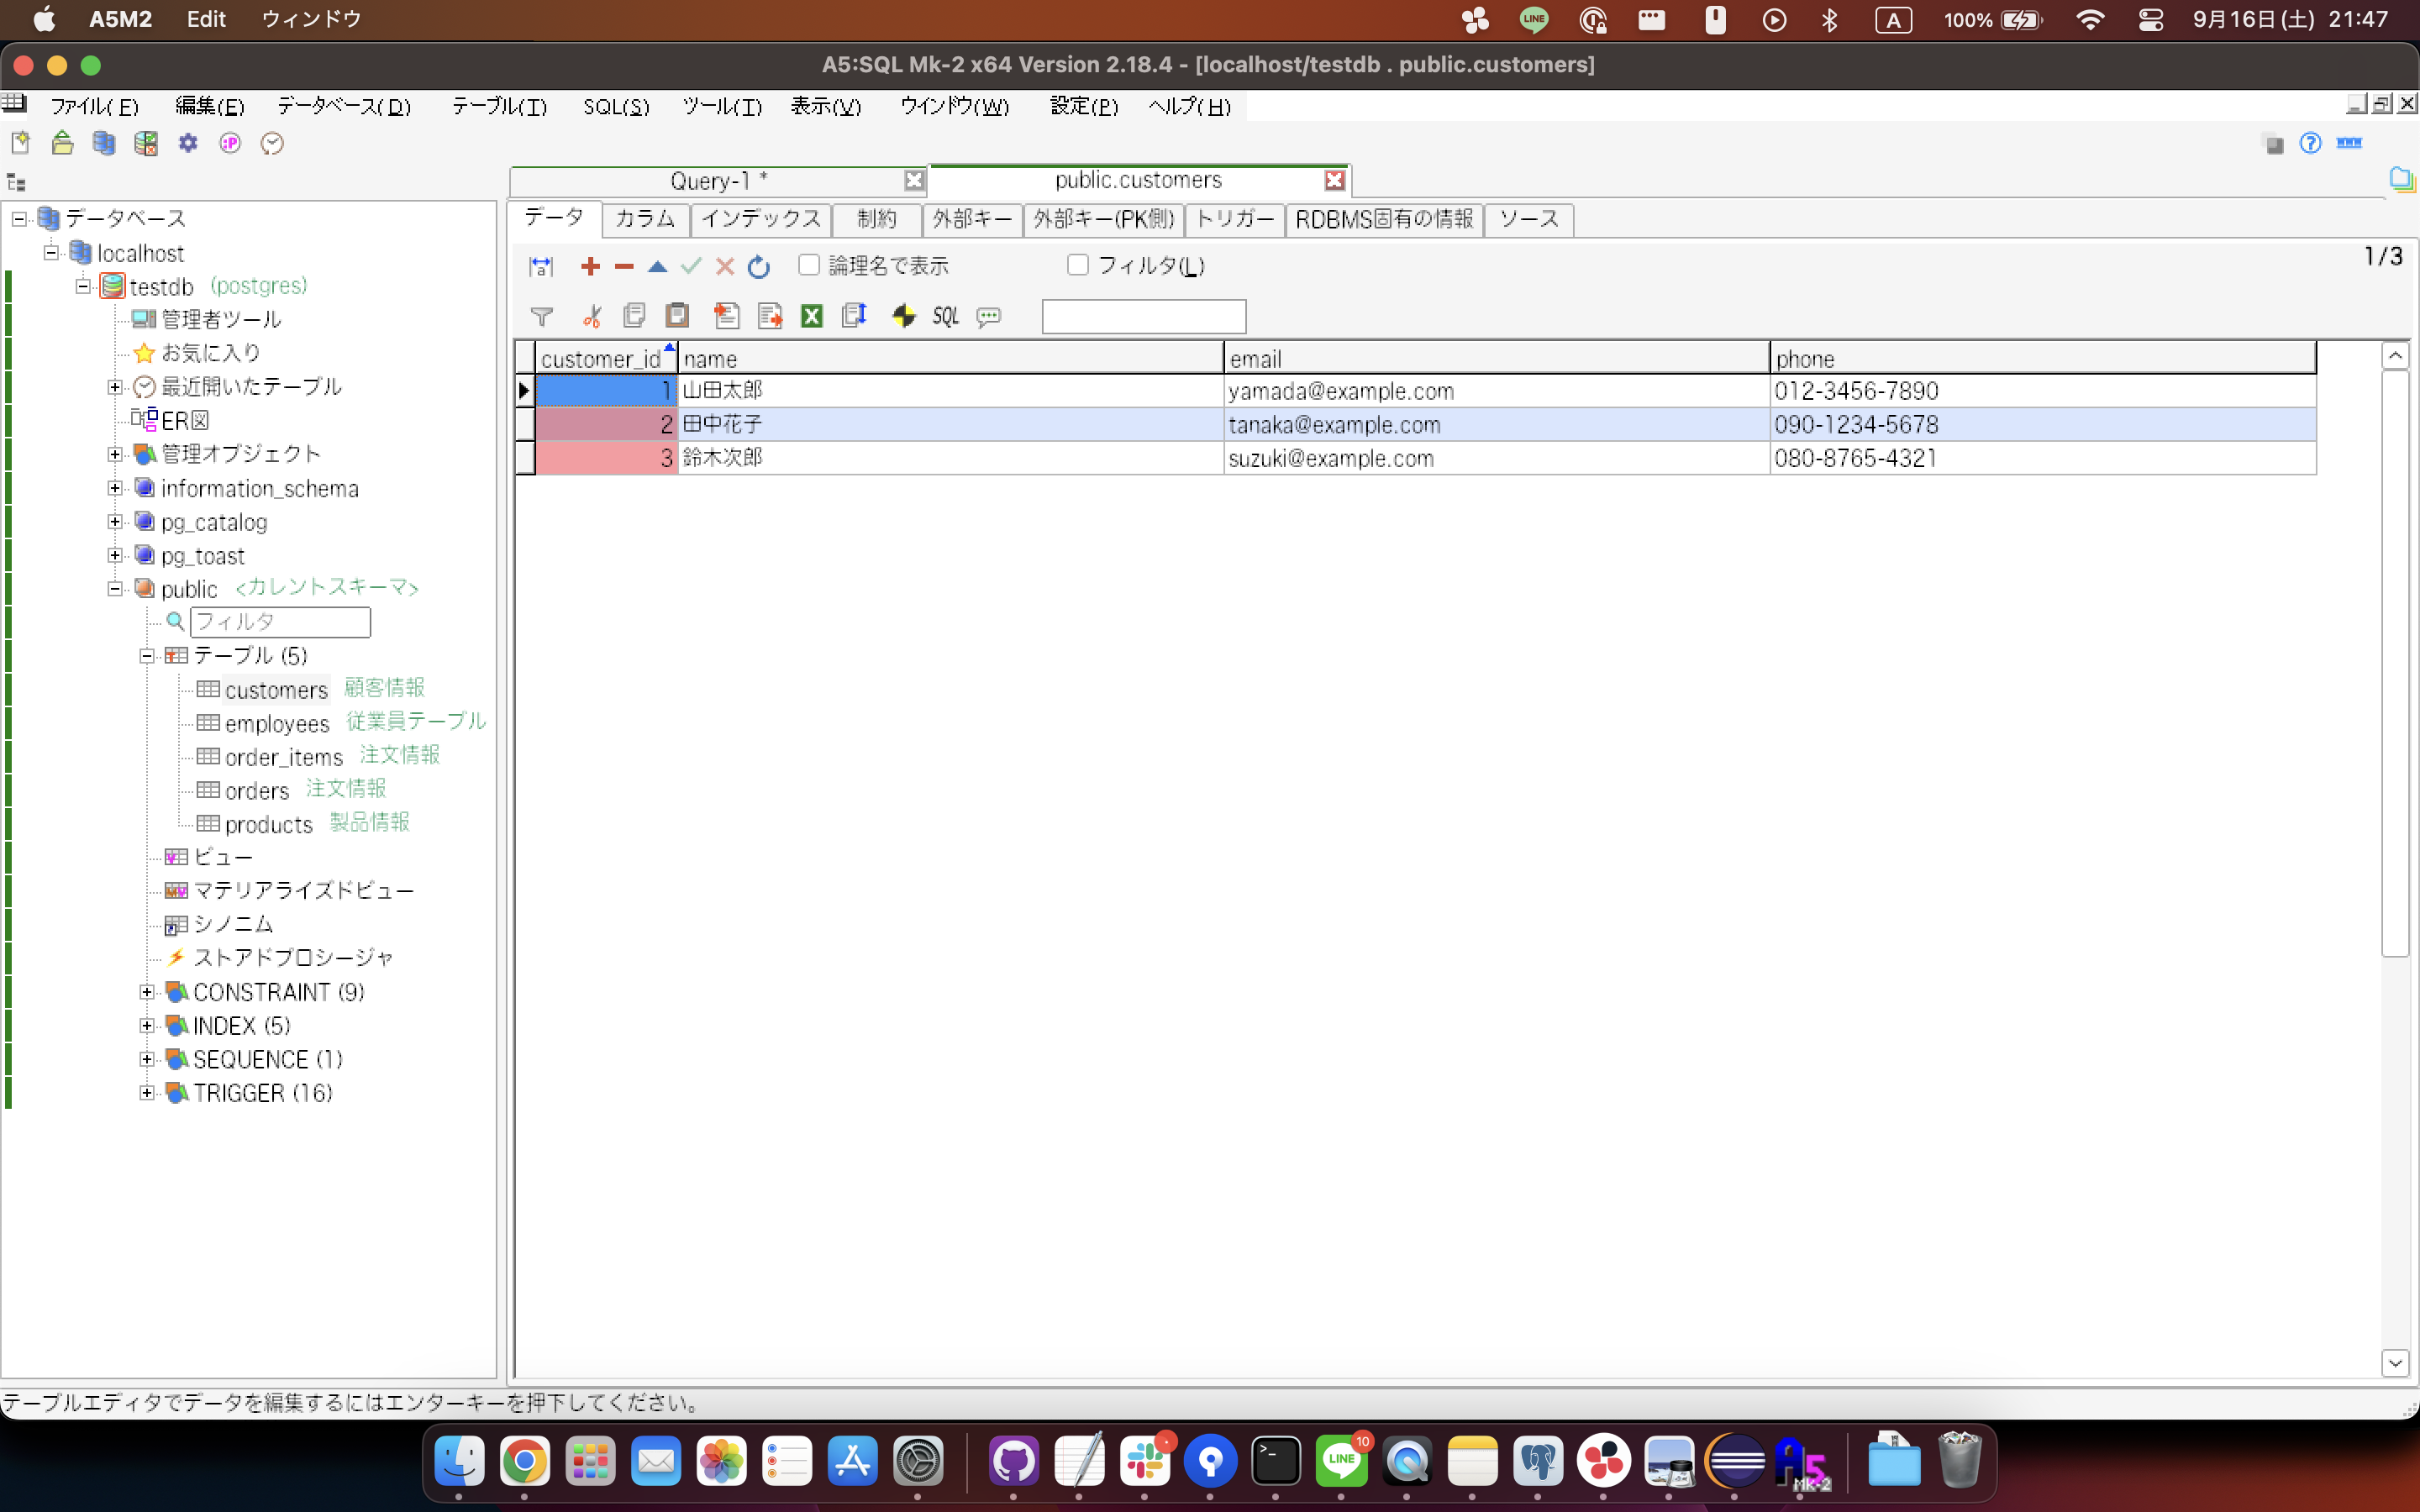 A5M2 Edit ウィンドウ
LINE A 100% 9月16日(土) 21:47
A5:SQL Mk-2 x64 Version 2.18.4 - [localhost/testdb . public.customers]
ファイル(F) 編集(E) データベース(D) テーブル(T) SQL(S) ツール(T) 表示(V) ウインドウ(W) 設定(P) ヘルプ(H)
:P ?
Query-1 * public.customers
データ カラム インデックス 制約 外部キー 外部キー(PK側) トリガー RDBMS固有の情報 ソース
論理名で表示 フィルタ(L) 1/3
SQL
customer_id name email phone
1 山田太郎 yamada@example.com 012-3456-7890
2 田中花子 tanaka@example.com 090-1234-5678
3 鈴木次郎 suzuki@example.com 080-8765-4321
データベース
localhost
testdb (postgres)
管理者ツール
お気に入り
最近開いたテーブル
ER図
管理オブジェクト
information_schema
pg_catalog
pg_toast
public <カレントスキーマ>
フィルタ
テーブル (5)
customers 顧客情報
employees 従業員テーブル
order_items 注文情報
orders 注文情報
products 製品情報
ビュー
マテリアライズドビュー
シノニム
ストアドプロシージャ
CONSTRAINT (9)
INDEX (5)
SEQUENCE (1)
TRIGGER (16)
テーブルエディタでデータを編集するにはエンターキーを押下してください。
LINE 10 A5 MK-2